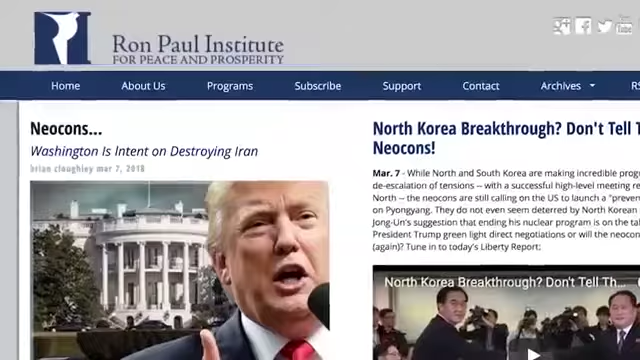 Ron Paul Institute
FOR PEACE AND PROSPERITY
Home About Us Programs Subscribe Support Contact Archives
Neocons...
Washington Is Intent on Destroying Iran
brian cloughley mar 7, 2018
North Korea Breakthrough? Don't Tell T
Neocons!
Mar. 7 - While North and South Korea are making incredible prog
de-escalation of tensions -- with a successful high-level meeting re
North -- the neocons are still calling on the US to launch a "preven
on Pyongyang. They do not even seem deterred by North Korean
Jong-Un's suggestion that ending his nuclear program is on the ta
President Trump green light direct negotiations or will the neocon
(again)? Tune in to today's Liberty Report:
North Korea Breakthrough? Don't Tell Th...